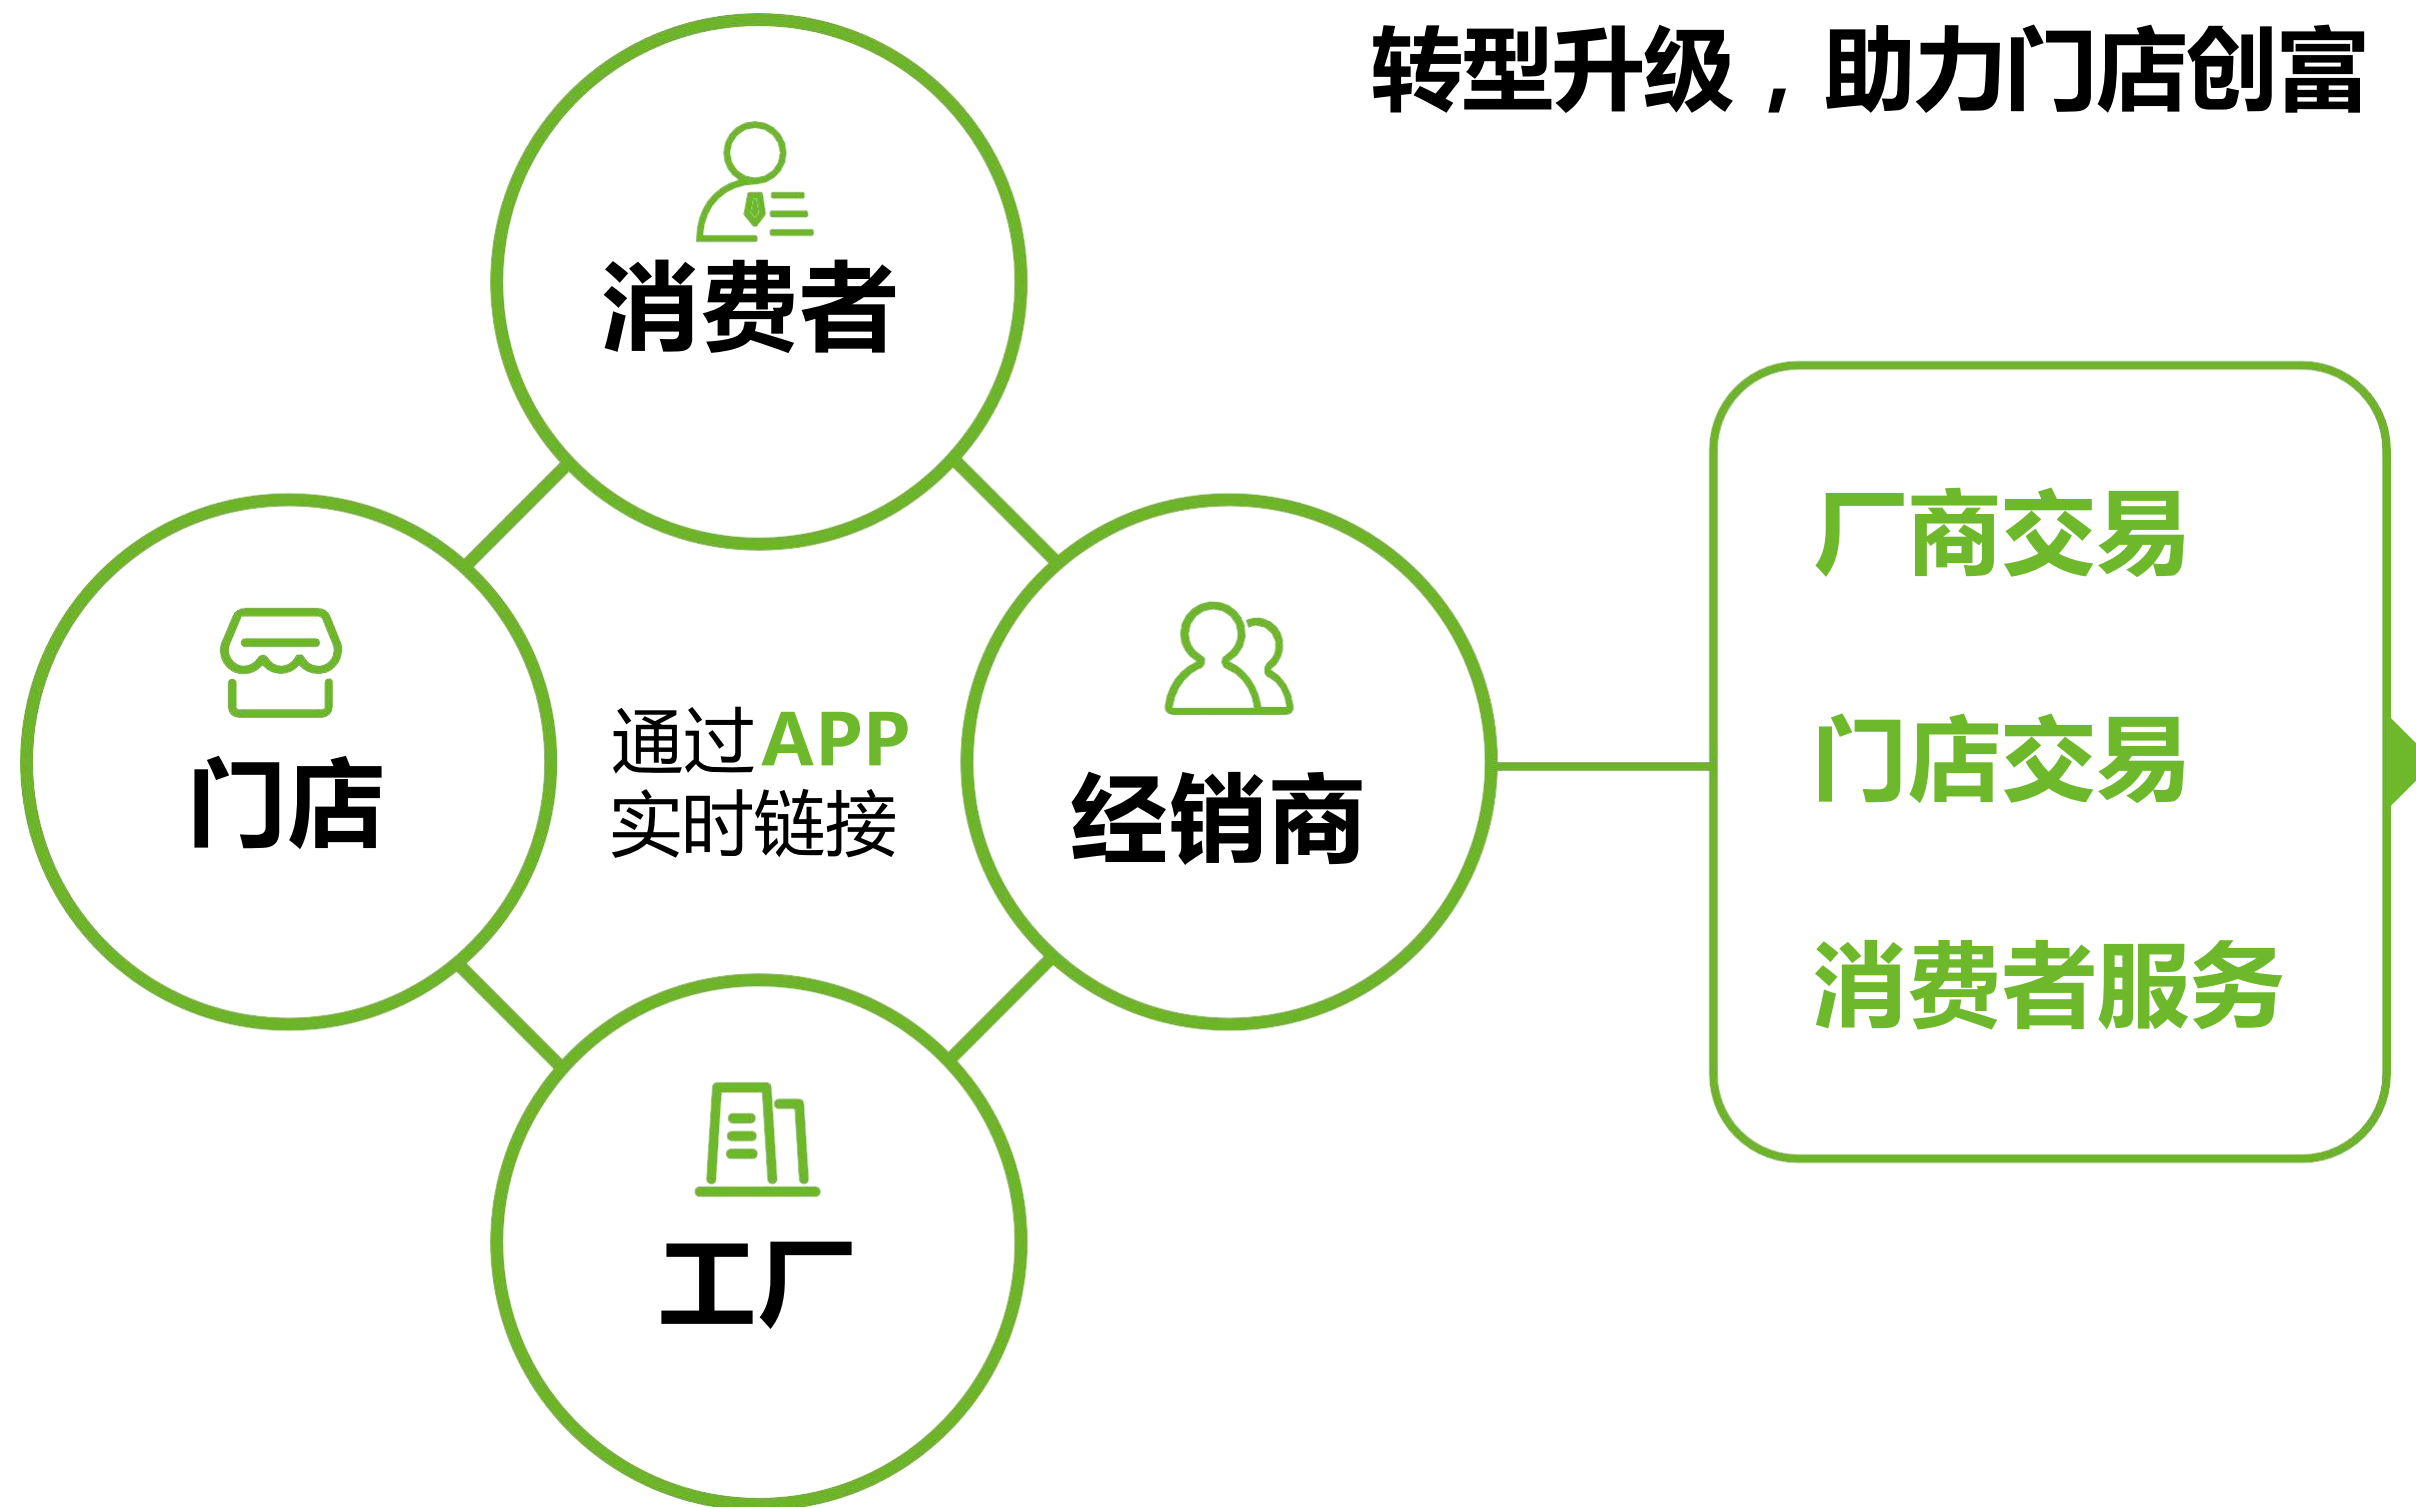 转型升级，助力门店创富
消费者
门店
通过APP
实时链接
经销商
工厂
厂商交易
门店交易
消费者服务